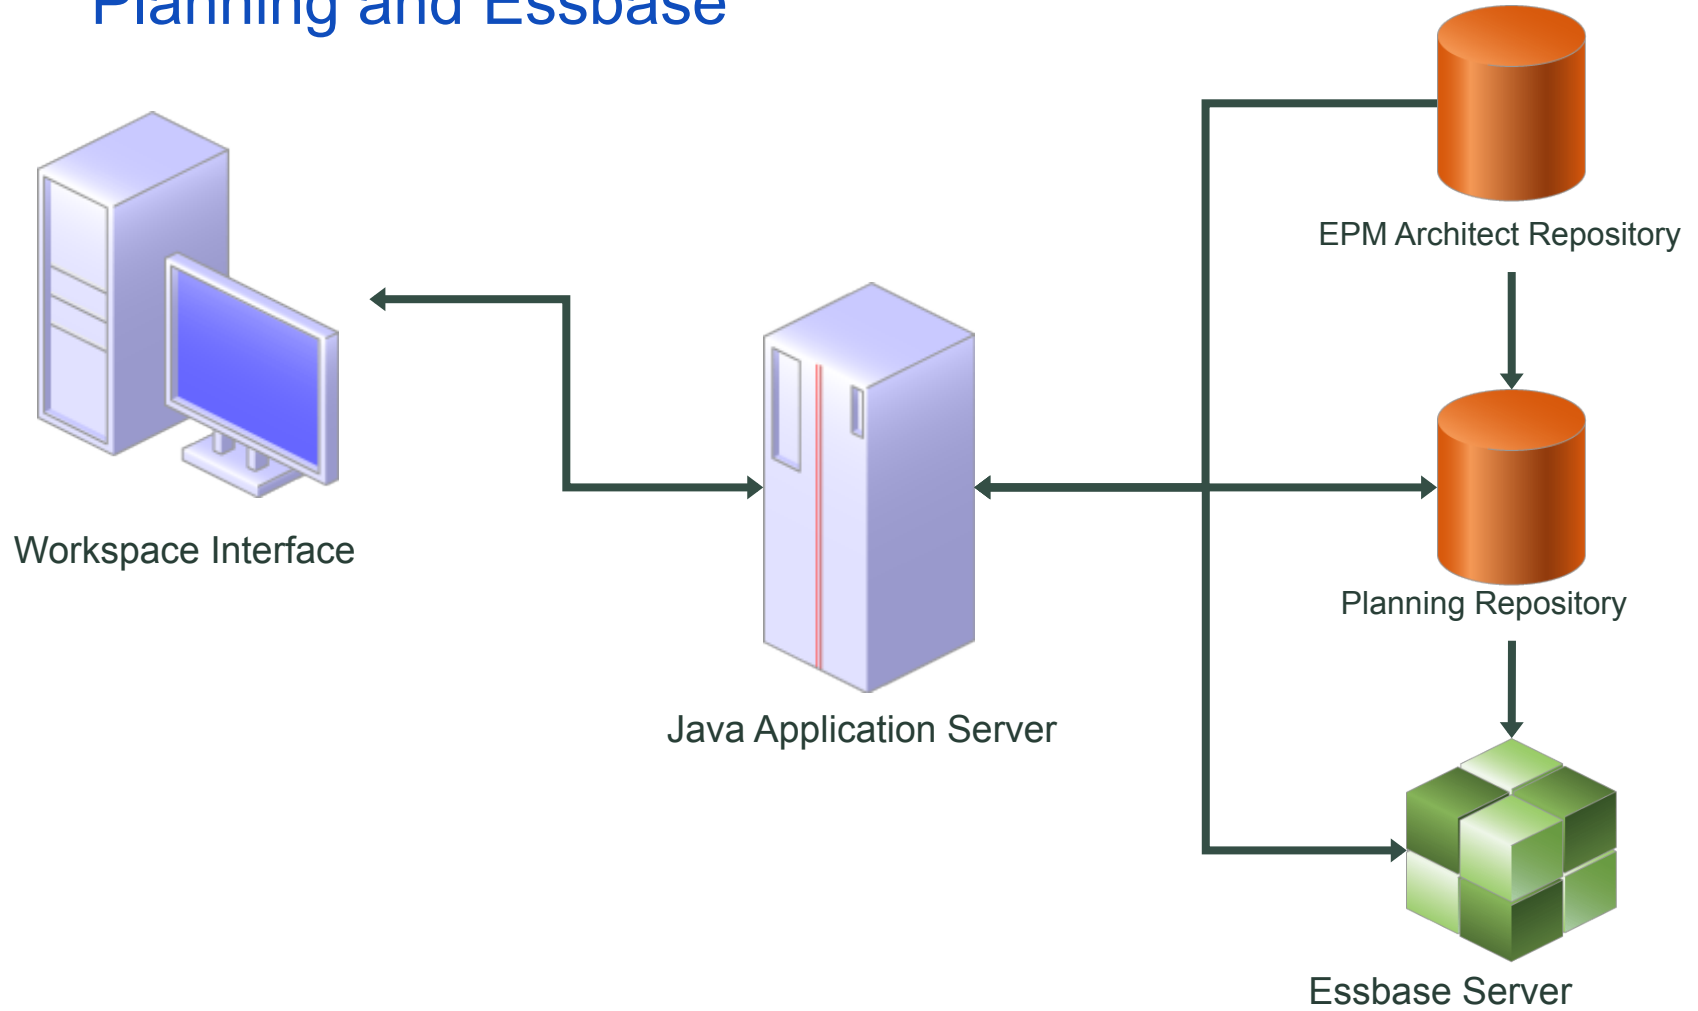 Planning and Essbase
EPM Architect Repository
Workspace Interface
Planning Repository
Java Application Server
Essbase Server